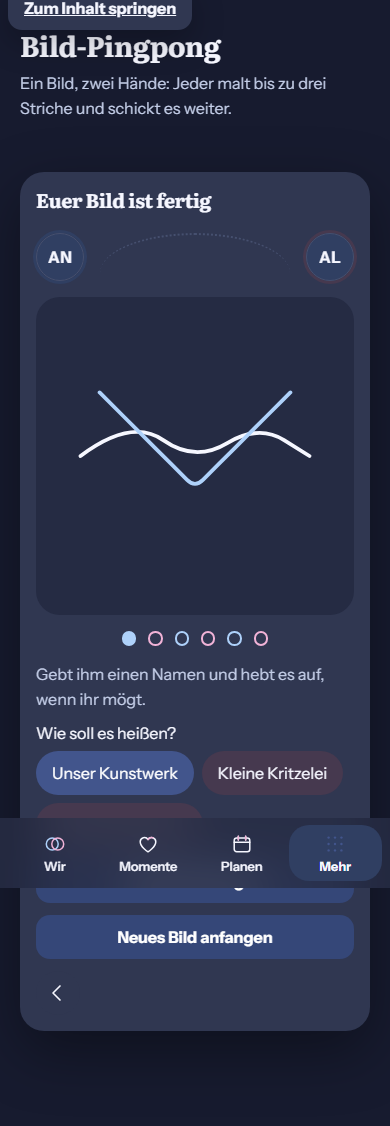 Zum Inhalt springen
Bild-Pingpong
Ein Bild, zwei Hände: Jeder malt bis zu drei
Striche und schickt es weiter.
Euer Bild ist fertig
AN
AL
Gebt ihm einen Namen und hebt es auf,
wenn ihr mögt.
Wie soll es heißen?
Unser Kunstwerk
Kleine Kritzelei
Wir
Momente
Planen
Mehr
Neues Bild anfangen